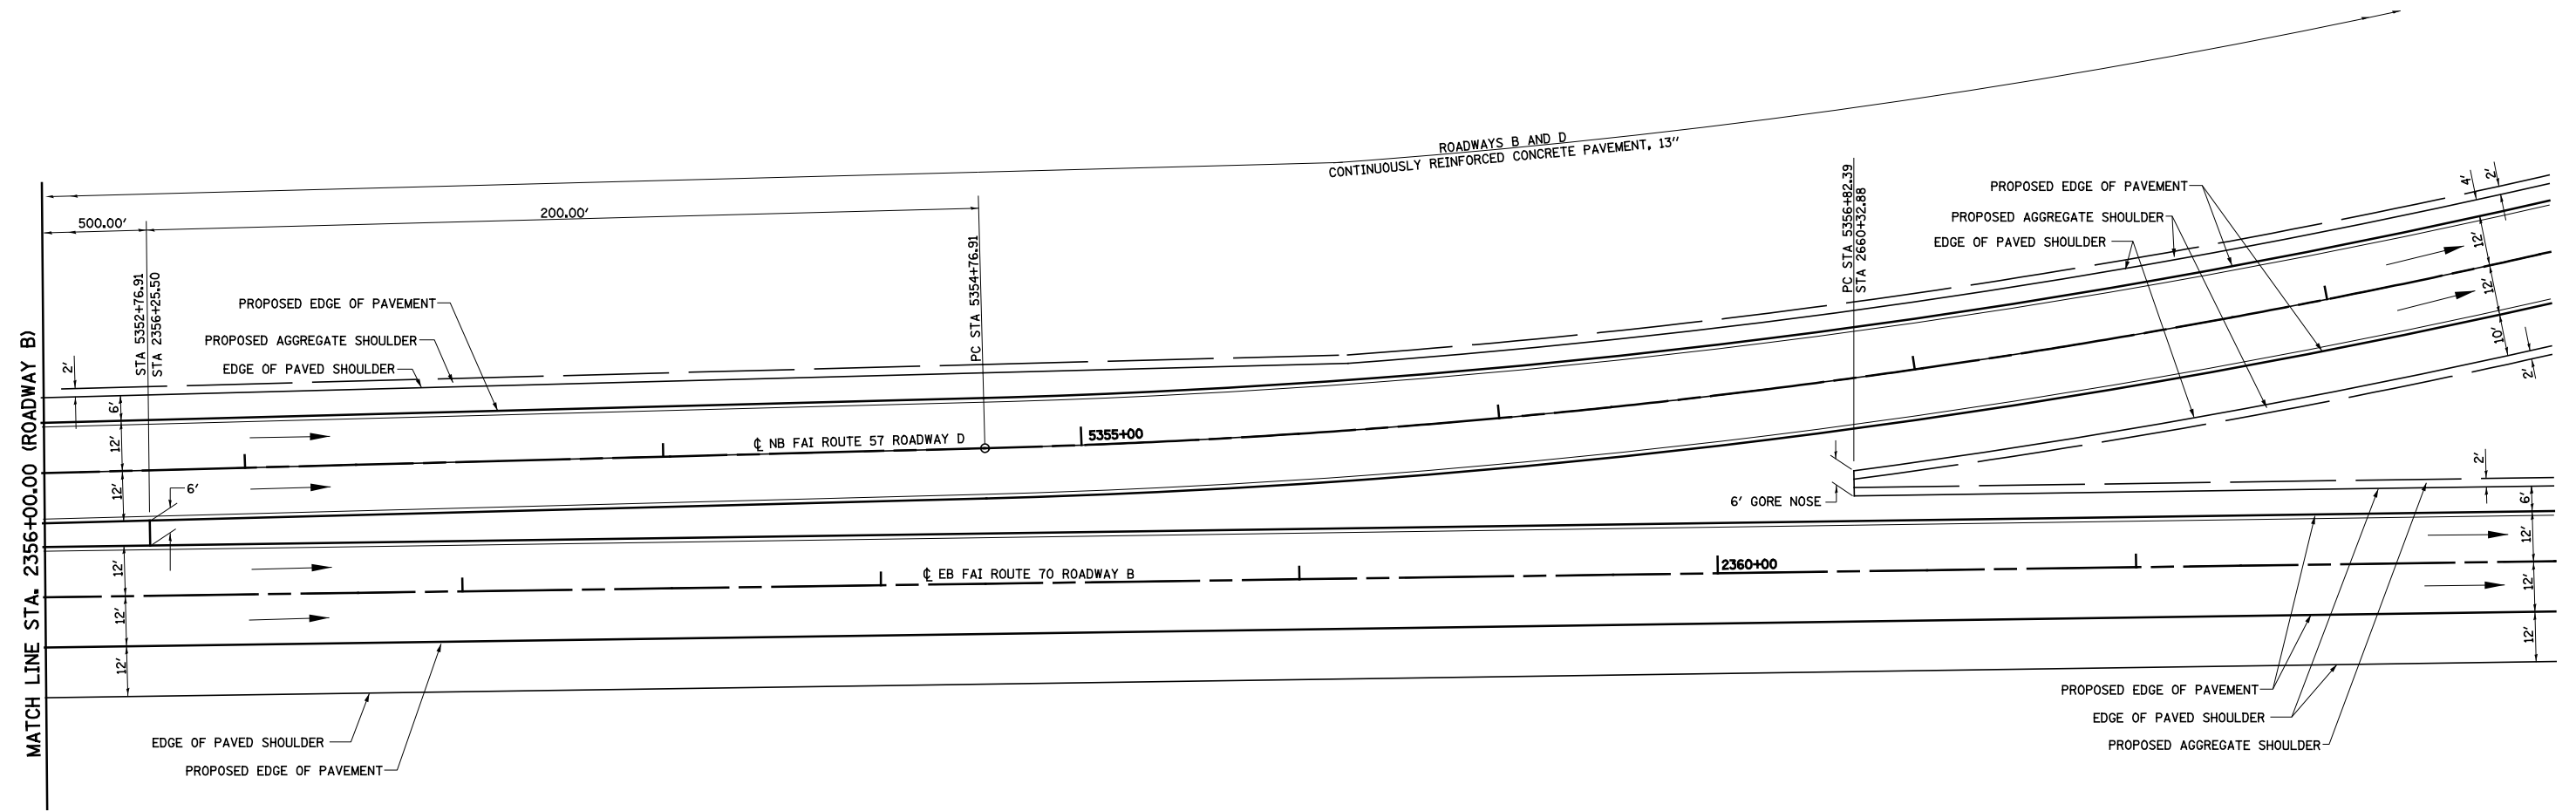 ROADWAYS B AND D
CONTINUOUSLY REINFORCED CONCRETE PAVEMENT, 13"
500.00'
200.00'
MATCH LINE STA. 2356+00.00 (ROADWAY B)
STA 5352+76.91
STA 2356+25.50
PC STA 5354+76.91
PC STA 5356+82.39
STA 2660+32.88
PROPOSED EDGE OF PAVEMENT
PROPOSED AGGREGATE SHOULDER
EDGE OF PAVED SHOULDER
PROPOSED EDGE OF PAVEMENT
PROPOSED AGGREGATE SHOULDER
EDGE OF PAVED SHOULDER
2'
6'
12'
12'
6'
12'
12'
12'
℄ NB FAI ROUTE 57 ROADWAY D
5355+00
℄ EB FAI ROUTE 70 ROADWAY B
2360+00
6' GORE NOSE
4'
2'
12'
12'
10'
2'
2'
6'
12'
12'
12'
EDGE OF PAVED SHOULDER
PROPOSED EDGE OF PAVEMENT
PROPOSED EDGE OF PAVEMENT
EDGE OF PAVED SHOULDER
PROPOSED AGGREGATE SHOULDER